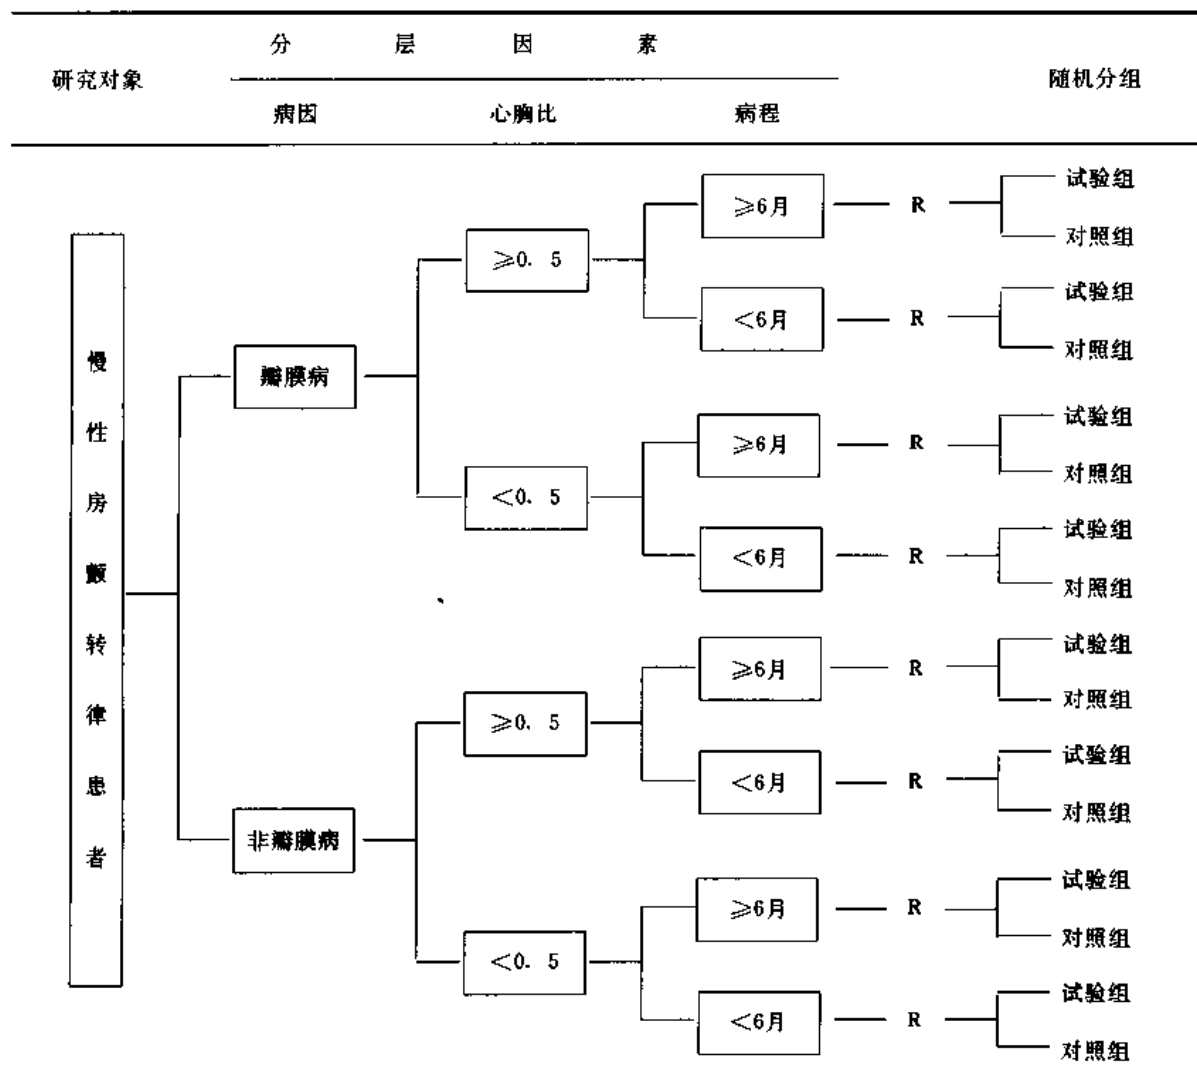 分 层 因 素
研究对象
随机分组
病因 心胸比 病程
慢性房颤转律患者
瓣膜病
≥0.5
≥6月 R 试验组
对照组
<6月 R 试验组
对照组
<0.5
≥6月 R 试验组
对照组
<6月 R 试验组
对照组
非瓣膜病
≥0.5
≥6月 R 试验组
对照组
<6月 R 试验组
对照组
<0.5
≥6月 R 试验组
对照组
<6月 R 试验组
对照组